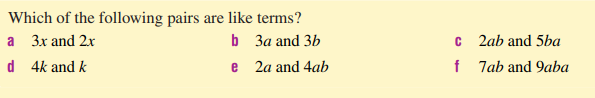 Which of the following pairs are like terms?
a 3x and 2x b 3a and 3b c 2ab and 5ba
d 4k and k e 2a and 4ab f 7ab and 9aba